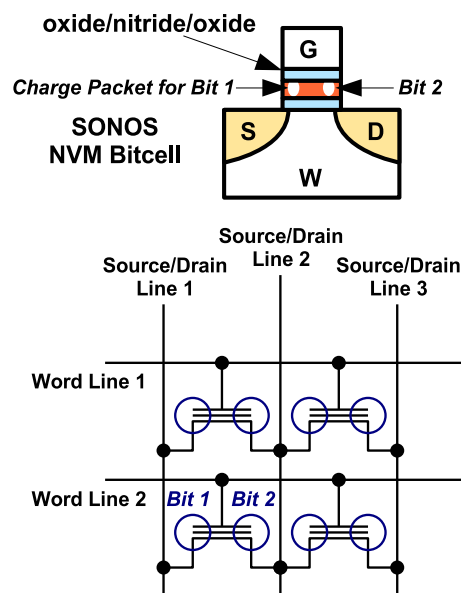 oxide/nitride/oxide
G
Charge Packet for Bit 1
Bit 2
SONOS
NVM Bitcell
S
D
W
Source/Drain
Line 1
Source/Drain
Line 2
Source/Drain
Line 3
Word Line 1
Word Line 2
Bit 1
Bit 2